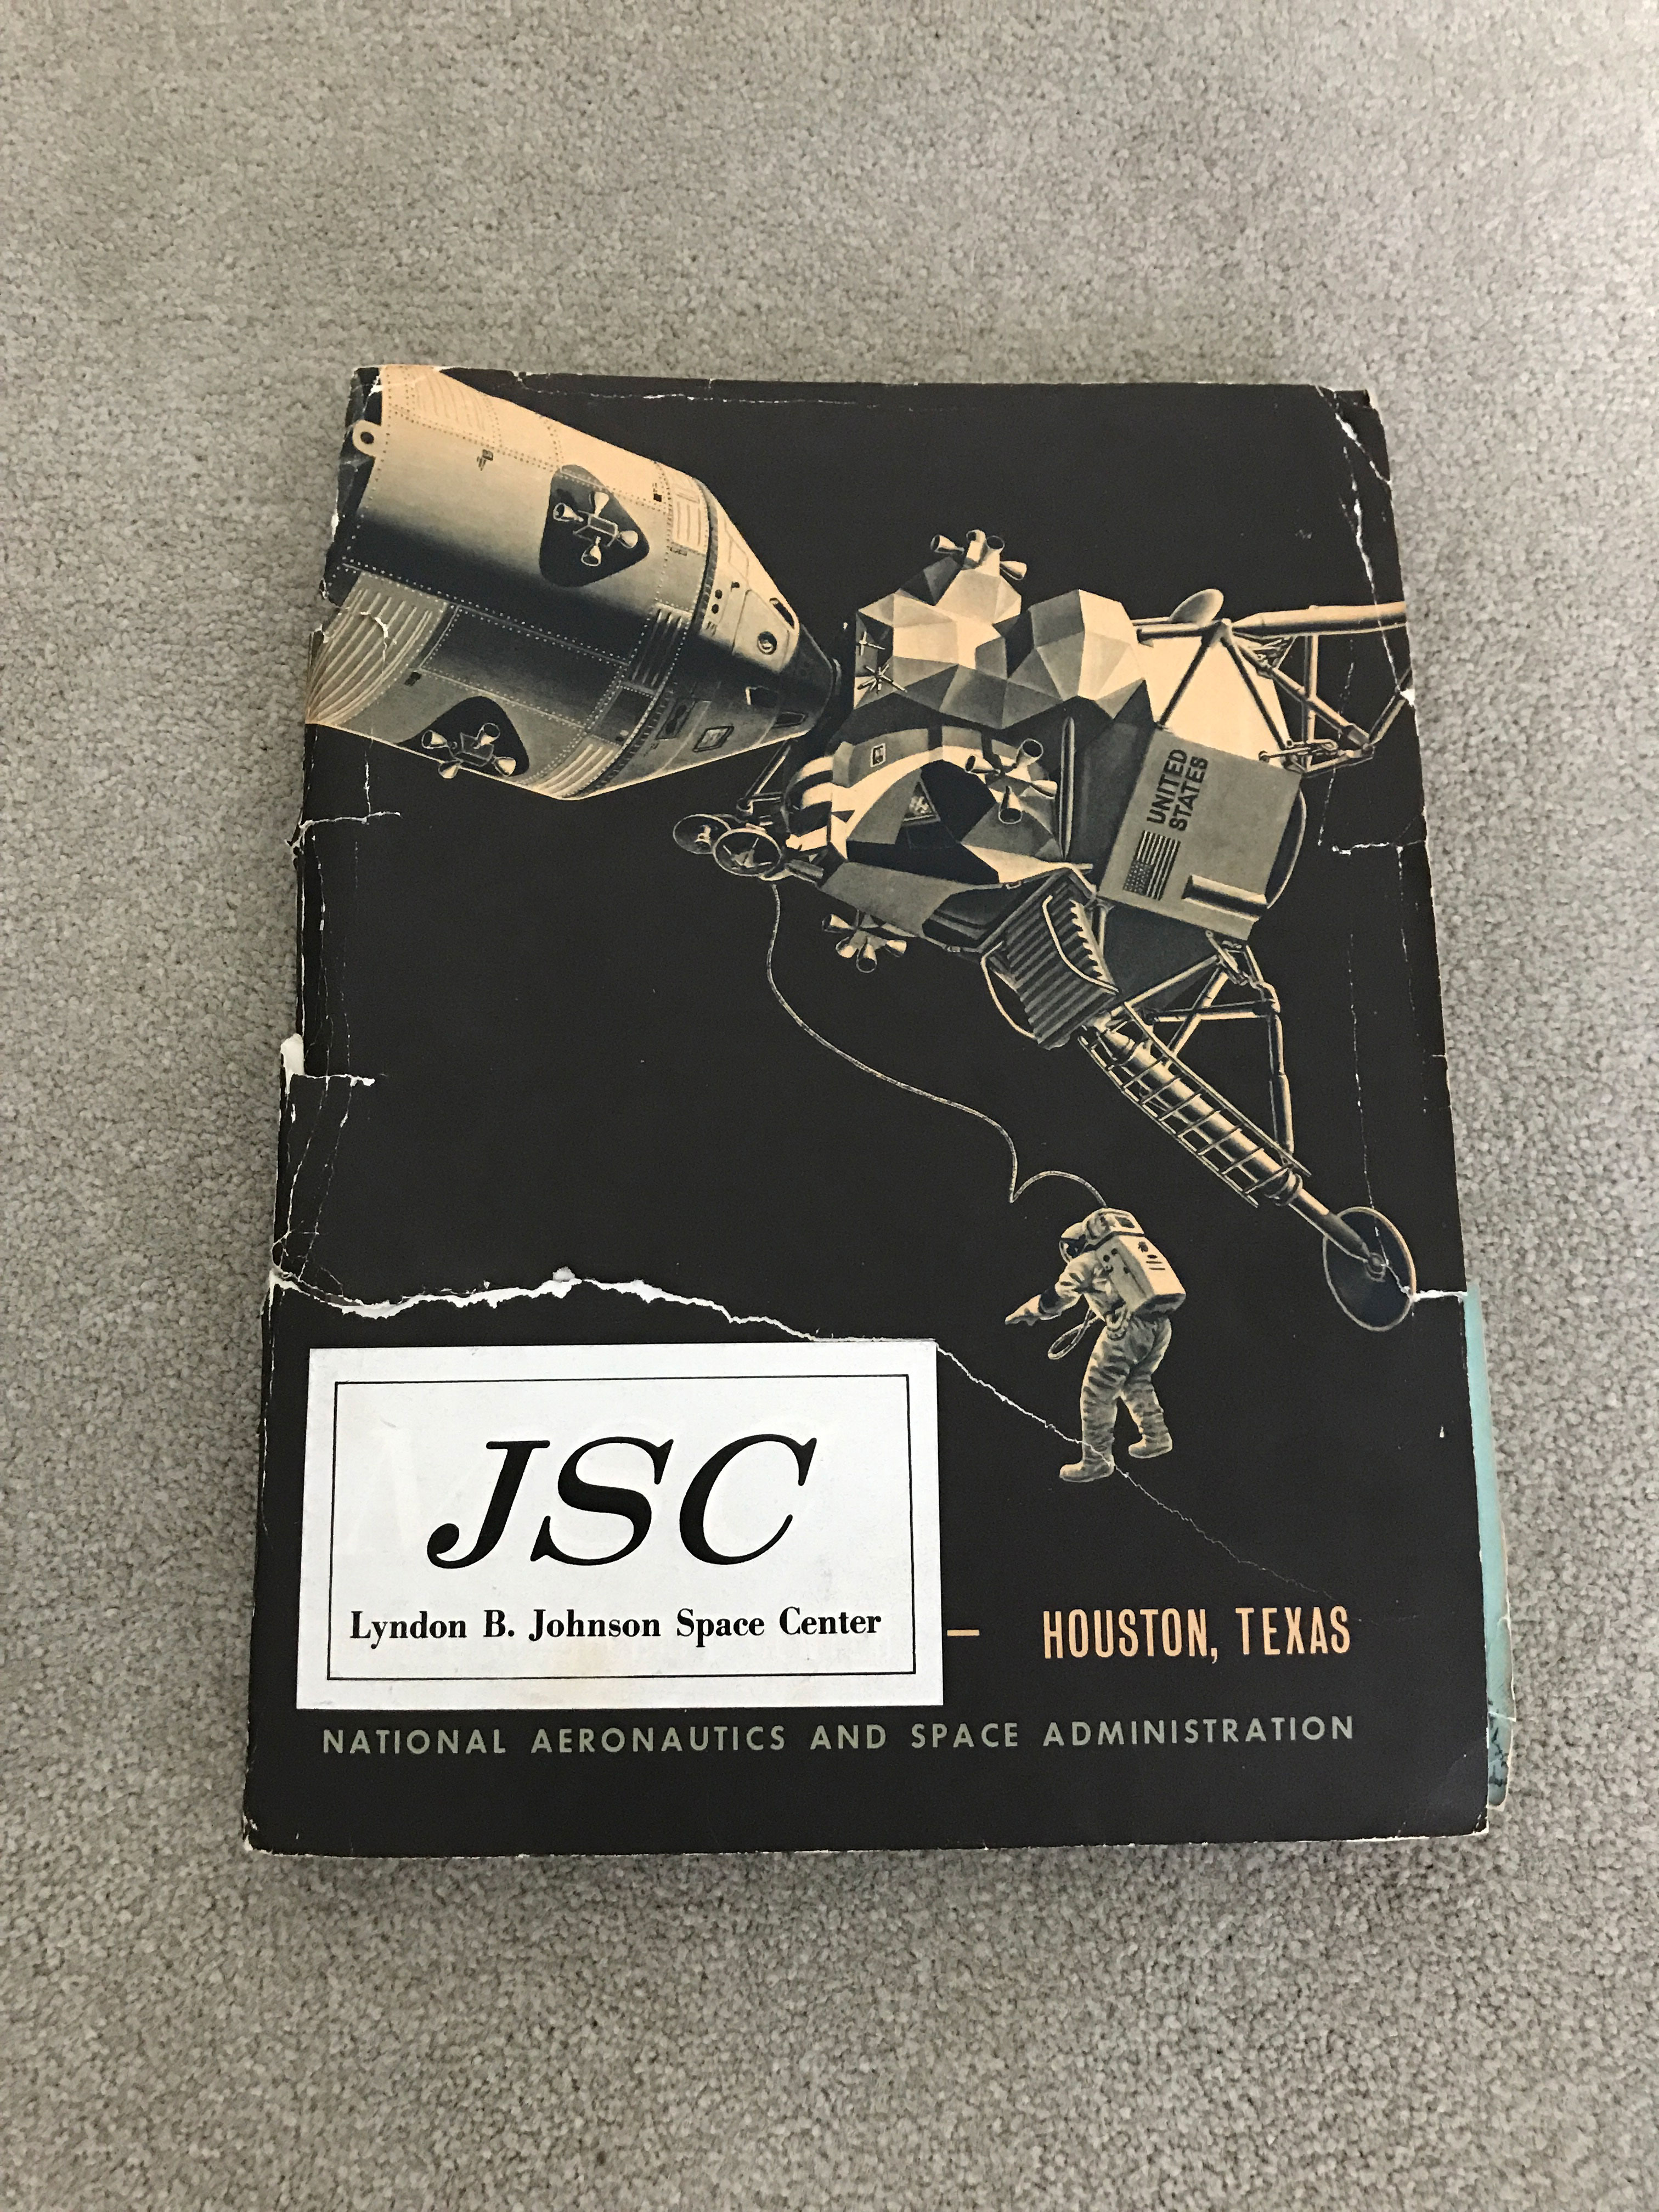 UNITED
STATES
JSC
Lyndon B. Johnson Space Center
— HOUSTON, TEXAS
NATIONAL AERONAUTICS AND SPACE ADMINISTRATION